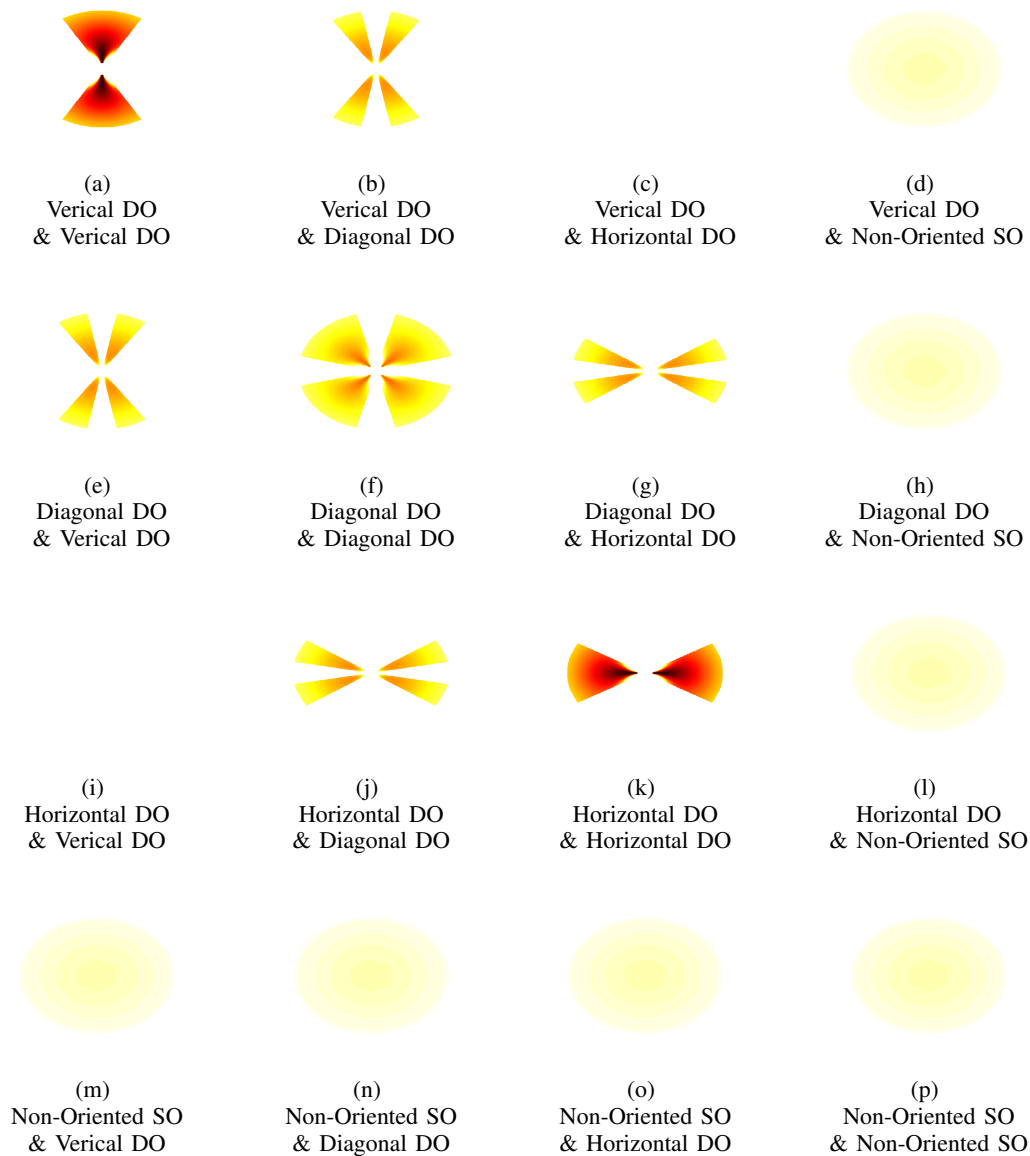 (a)
Verical DO
& Verical DO
(b)
Verical DO
& Diagonal DO
(c)
Verical DO
& Horizontal DO
(d)
Verical DO
& Non-Oriented SO
(e)
Diagonal DO
& Verical DO
(f)
Diagonal DO
& Diagonal DO
(g)
Diagonal DO
& Horizontal DO
(h)
Diagonal DO
& Non-Oriented SO
(i)
Horizontal DO
& Verical DO
(j)
Horizontal DO
& Diagonal DO
(k)
Horizontal DO
& Horizontal DO
(l)
Horizontal DO
& Non-Oriented SO
(m)
Non-Oriented SO
& Verical DO
(n)
Non-Oriented SO
& Diagonal DO
(o)
Non-Oriented SO
& Horizontal DO
(p)
Non-Oriented SO
& Non-Oriented SO